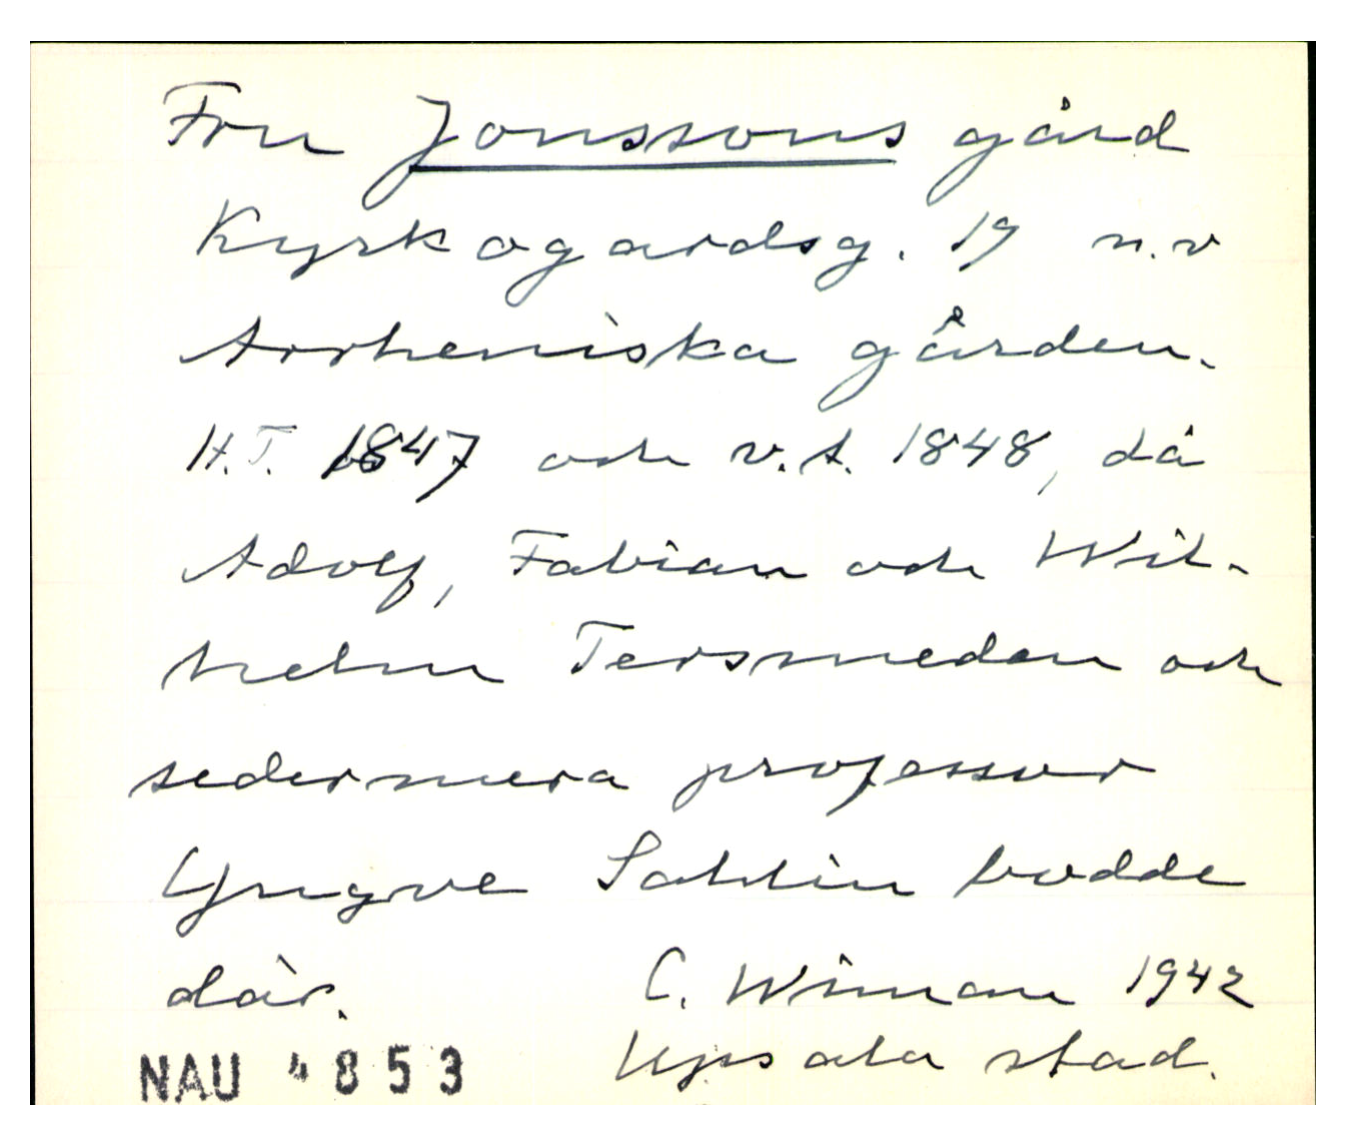 Fru Jonssons gård
Kyrkogardsg. 19 n.v
Arrheniska gården.
H.T. 1847 och v.t. 1848, då
Adolf, Fabian och Wil-
helm Tersmeden och
sedermera professor
Yngve Sahlin bodde
där. C. Wiman 1942
NAU 4853 Upsala stad.